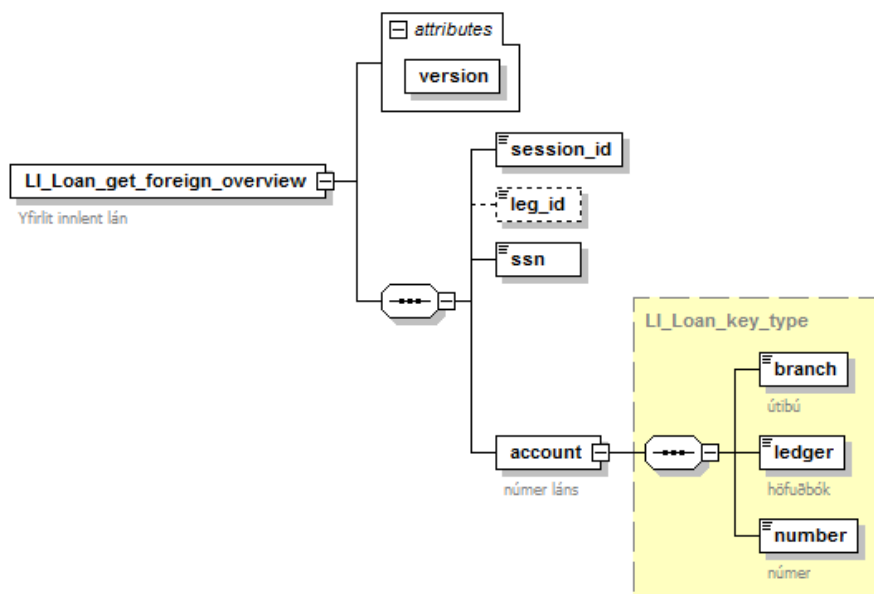 attributes
version
LI_Loan_get_foreign_overview
Yfirlit innlent lán
session_id
leg_id
ssn
account
númer láns
LI_Loan_key_type
branch
útibú
ledger
höfuðbók
number
númer